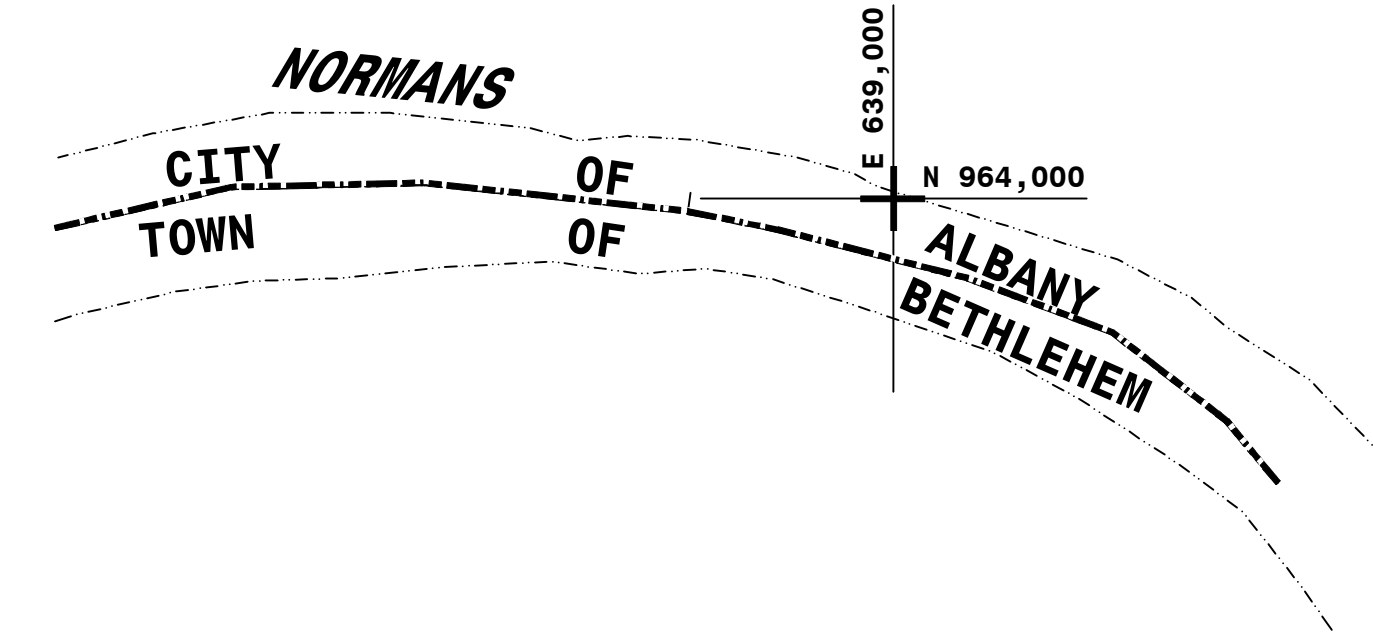 NORMANS
E 639,000
N 964,000
CITY OF ALBANY
TOWN OF BETHLEHEM